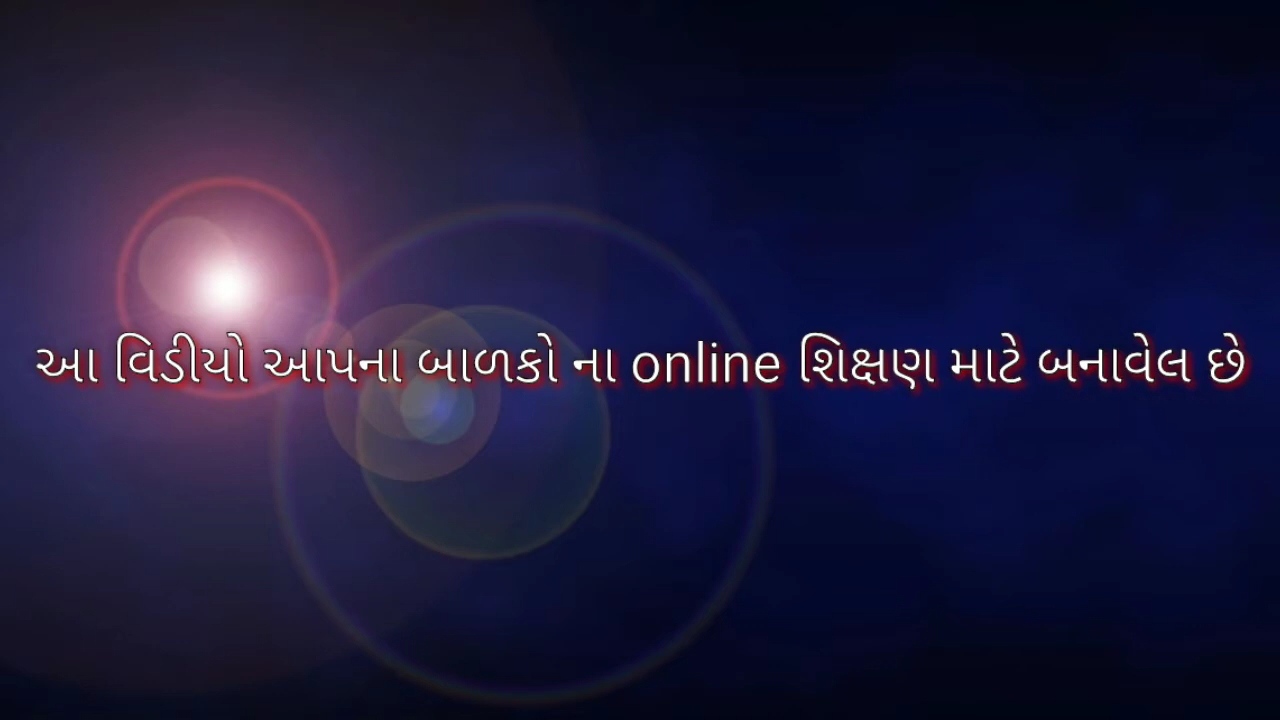 આ વિડીયો આપના બાળકો ના online શિક્ષણ માટે બનાવેલ છે